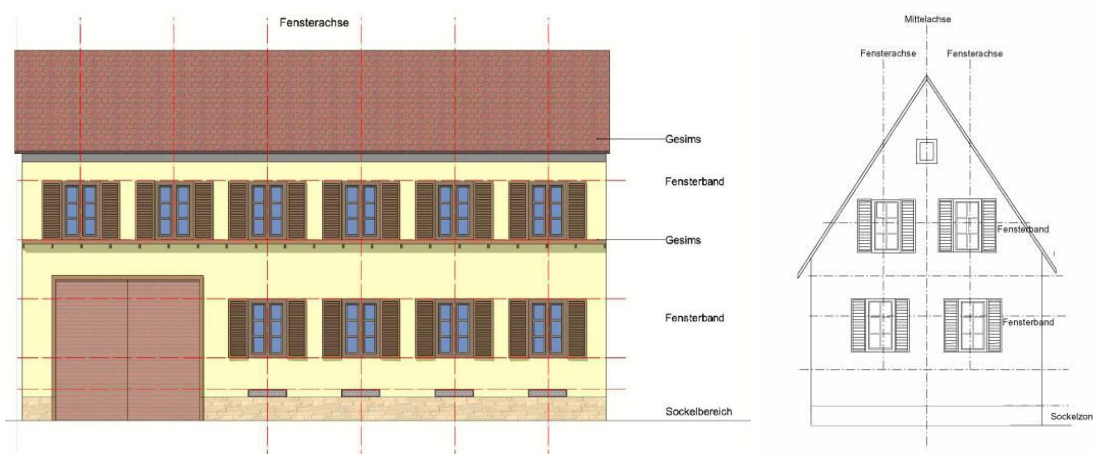 Fensterachse
Gesims
Fensterband
Gesims
Fensterband
Sockelbereich
Mittelachse
Fensterachse Fensterachse
Fensterband
Fensterband
Sockelzon